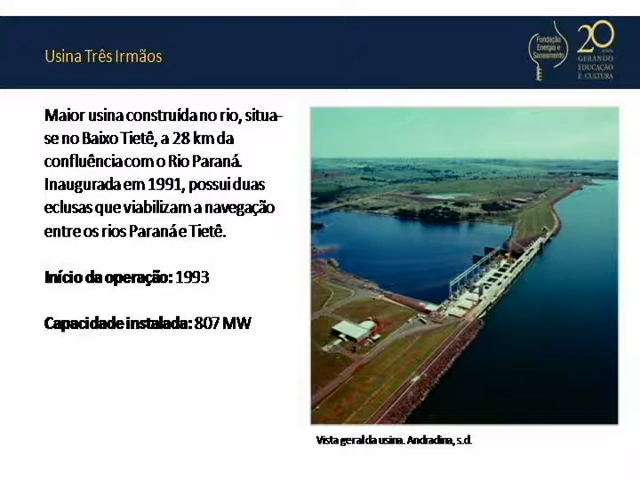 Usina Três Irmãos
Fundação
Energia e
Saneamento
20
anos
GERANDO
EDUCAÇÃO
E CULTURA
Maior usina construída no rio, situa-
se no Baixo Tietê, a 28 km da
confluência com o Rio Paraná.
Inaugurada em 1991, possui duas
eclusas que viabilizam a navegação
entre os rios Paraná e Tietê.
Início da operação: 1993
Capacidade instalada: 807 MW
Vista geral da usina. Andradina, s.d.